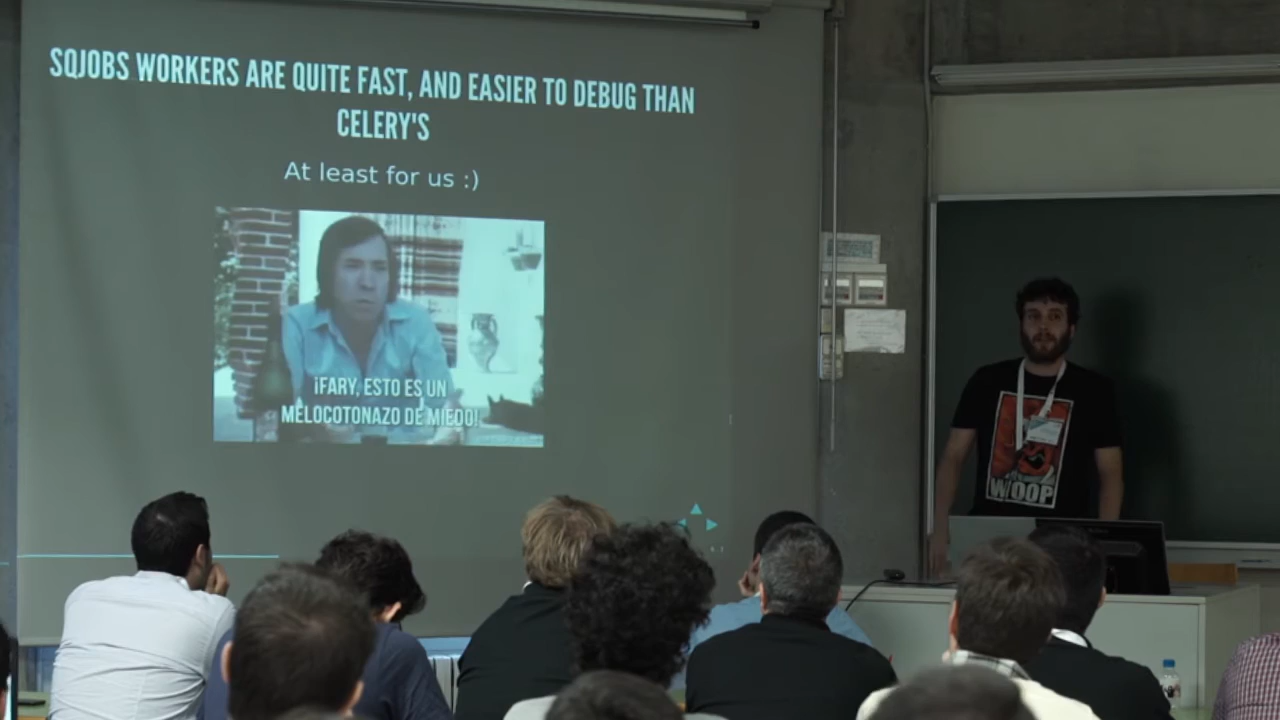 SQJOBS WORKERS ARE QUITE FAST, AND EASIER TO DEBUG THAN
CELERY'S
At least for us :)
¡FARY, ESTO ES UN
MELOCOTONAZO DE MIEDO!
WOOP